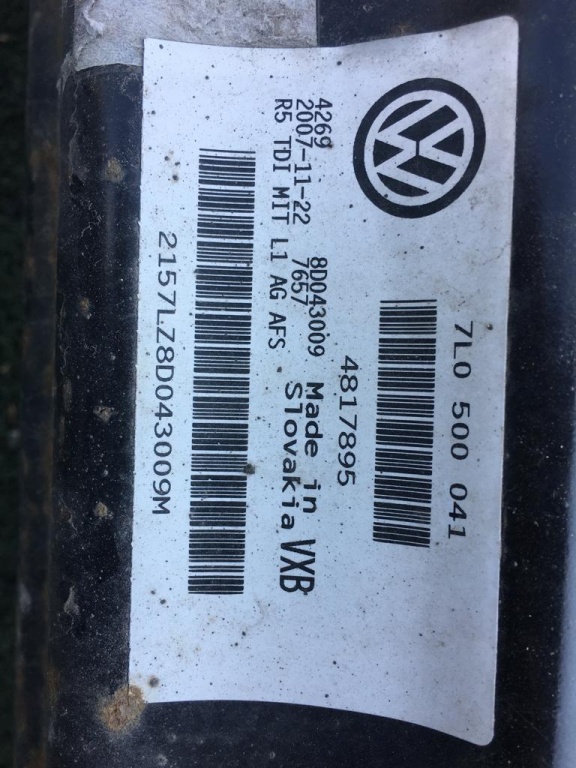 7L0 500 041
4817895
4269
2007-11-22 8D043009 Made in
R5 TDI MIT 7657 Slovakia VXB
L1 AG AFS
2157LZ8D043009M